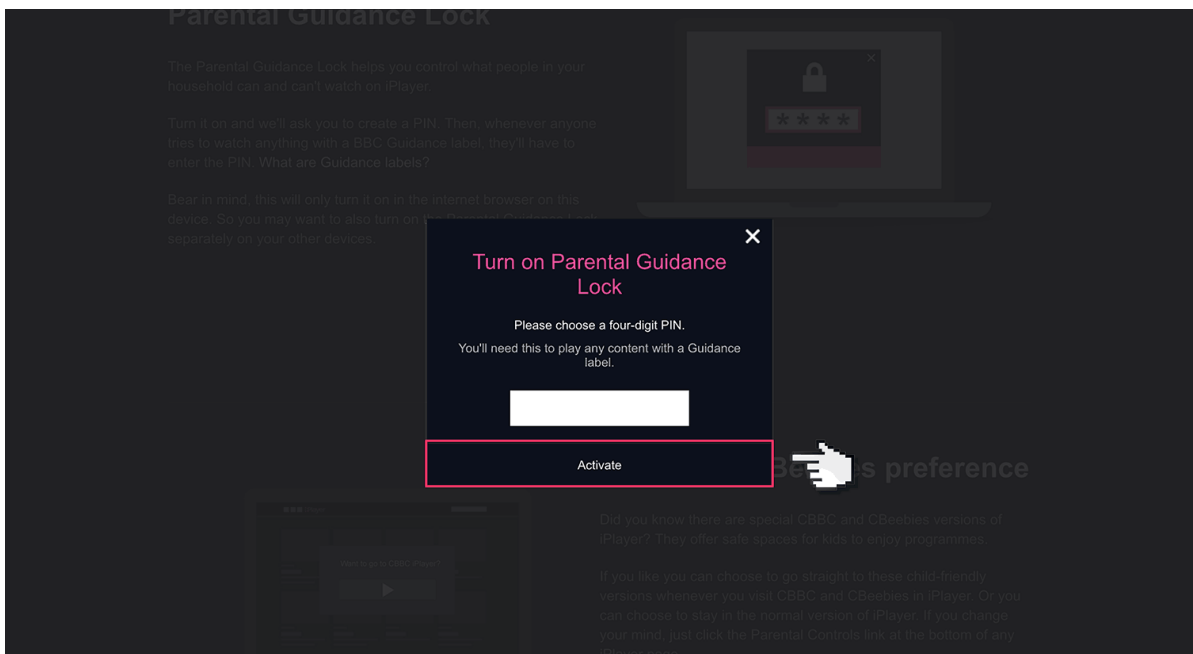 Parental Guidance Lock
The Parental Guidance Lock helps you control what people in your
household can and can't watch on iPlayer.
Turn it on and we'll ask you to create a PIN. Then, whenever anyone
tries to watch anything with a BBC Guidance label, they'll have to
enter the PIN. What are Guidance labels?
Bear in mind, this will only turn it on in the internet browser on this
device. So you may want to also turn on the Parental Guidance Lock
separately on your other devices.
* * * *
Turn on Parental Guidance
Lock
Please choose a four-digit PIN.
You'll need this to play any content with a Guidance
label.
Activate
preference
Did you know there are special CBBC and CBeebies versions of
iPlayer? They offer safe spaces for kids to enjoy programmes.
If you like you can choose to go straight to these child-friendly
versions whenever you visit CBBC and CBeebies in iPlayer. Or you
can choose to stay in the normal version of iPlayer. If you change
your mind, just click the Parental Controls link at the bottom of any
Want to go to CBBC iPlayer?